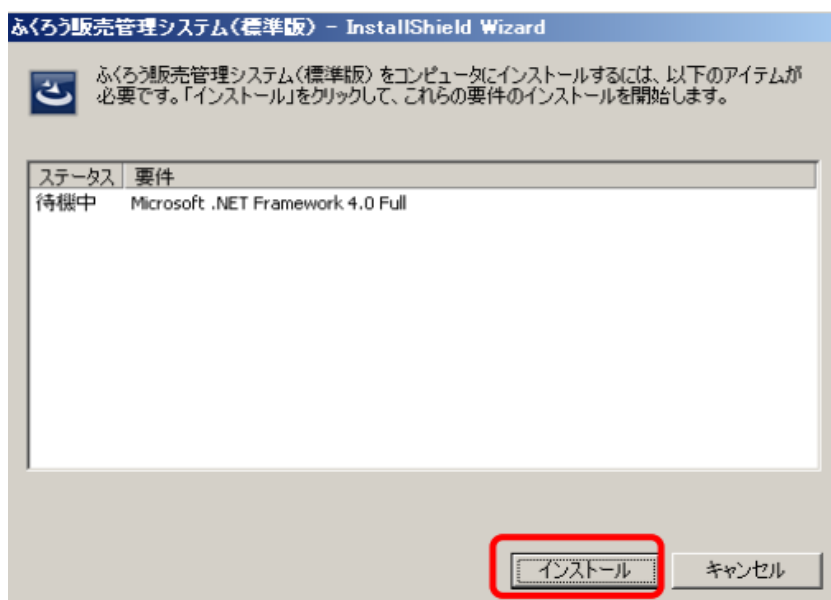 ふくろう販売管理システム(標準版) - InstallShield Wizard
ふくろう販売管理システム(標準版) をコンピュータにインストールするには、以下のアイテムが
必要です。「インストール」をクリックして、これらの要件のインストールを開始します。
ステータス 要件
待機中 Microsoft .NET Framework 4.0 Full
インストール キャンセル